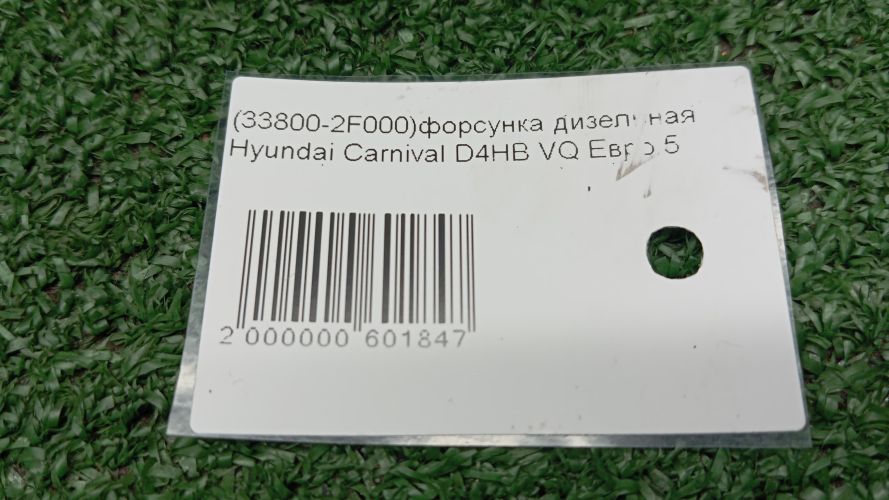 (33800-2F000)форсунка дизельная
Hyundai Carnival D4HB VQ Евро 5
2 000000 601847